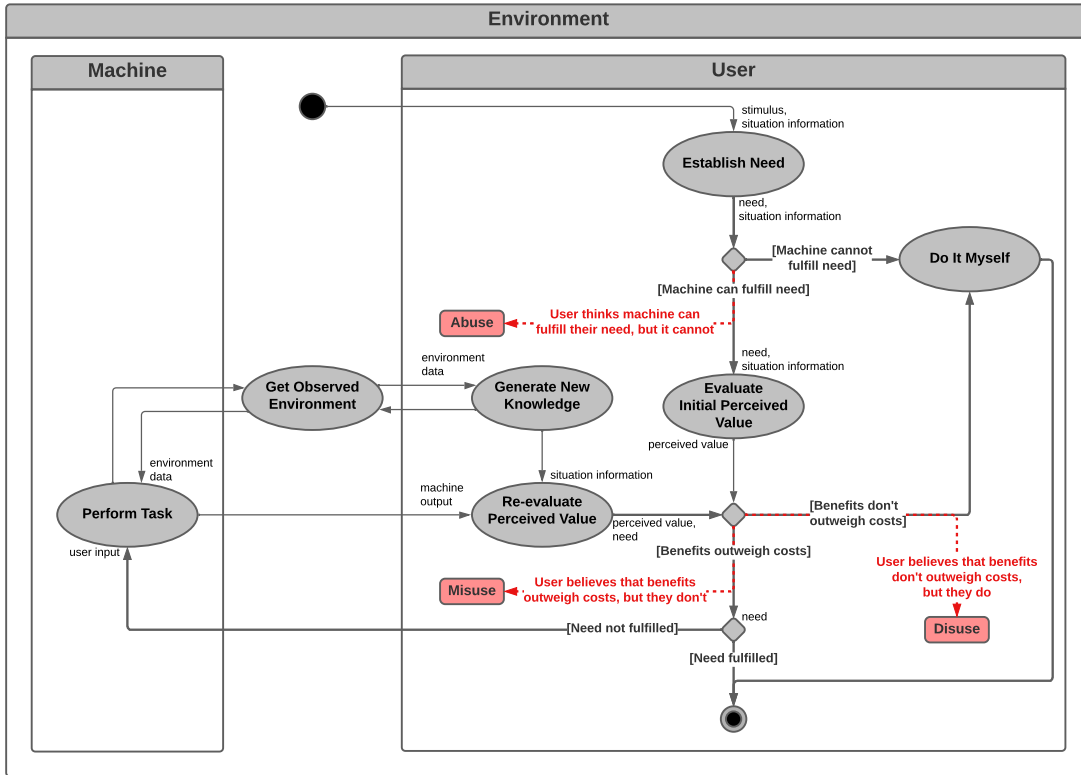 Environment
Machine
User
stimulus,
situation information
Establish Need
need,
situation information
[Machine cannot
fulfill need]
Do It Myself
[Machine can fulfill need]
Abuse
User thinks machine can
fulfill their need, but it cannot
need,
situation information
environment
data
Get Observed
Environment
Generate New
Knowledge
Evaluate
Initial Perceived
Value
perceived value
environment
data
situation information
machine
output
Perform Task
Re-evaluate
Perceived Value
[Benefits don't
outweigh costs]
user input
perceived value,
need
[Benefits outweigh costs]
User believes that benefits
don't outweigh costs,
but they do
Misuse
User believes that benefits
outweigh costs, but they don't
need
Disuse
[Need not fulfilled]
[Need fulfilled]